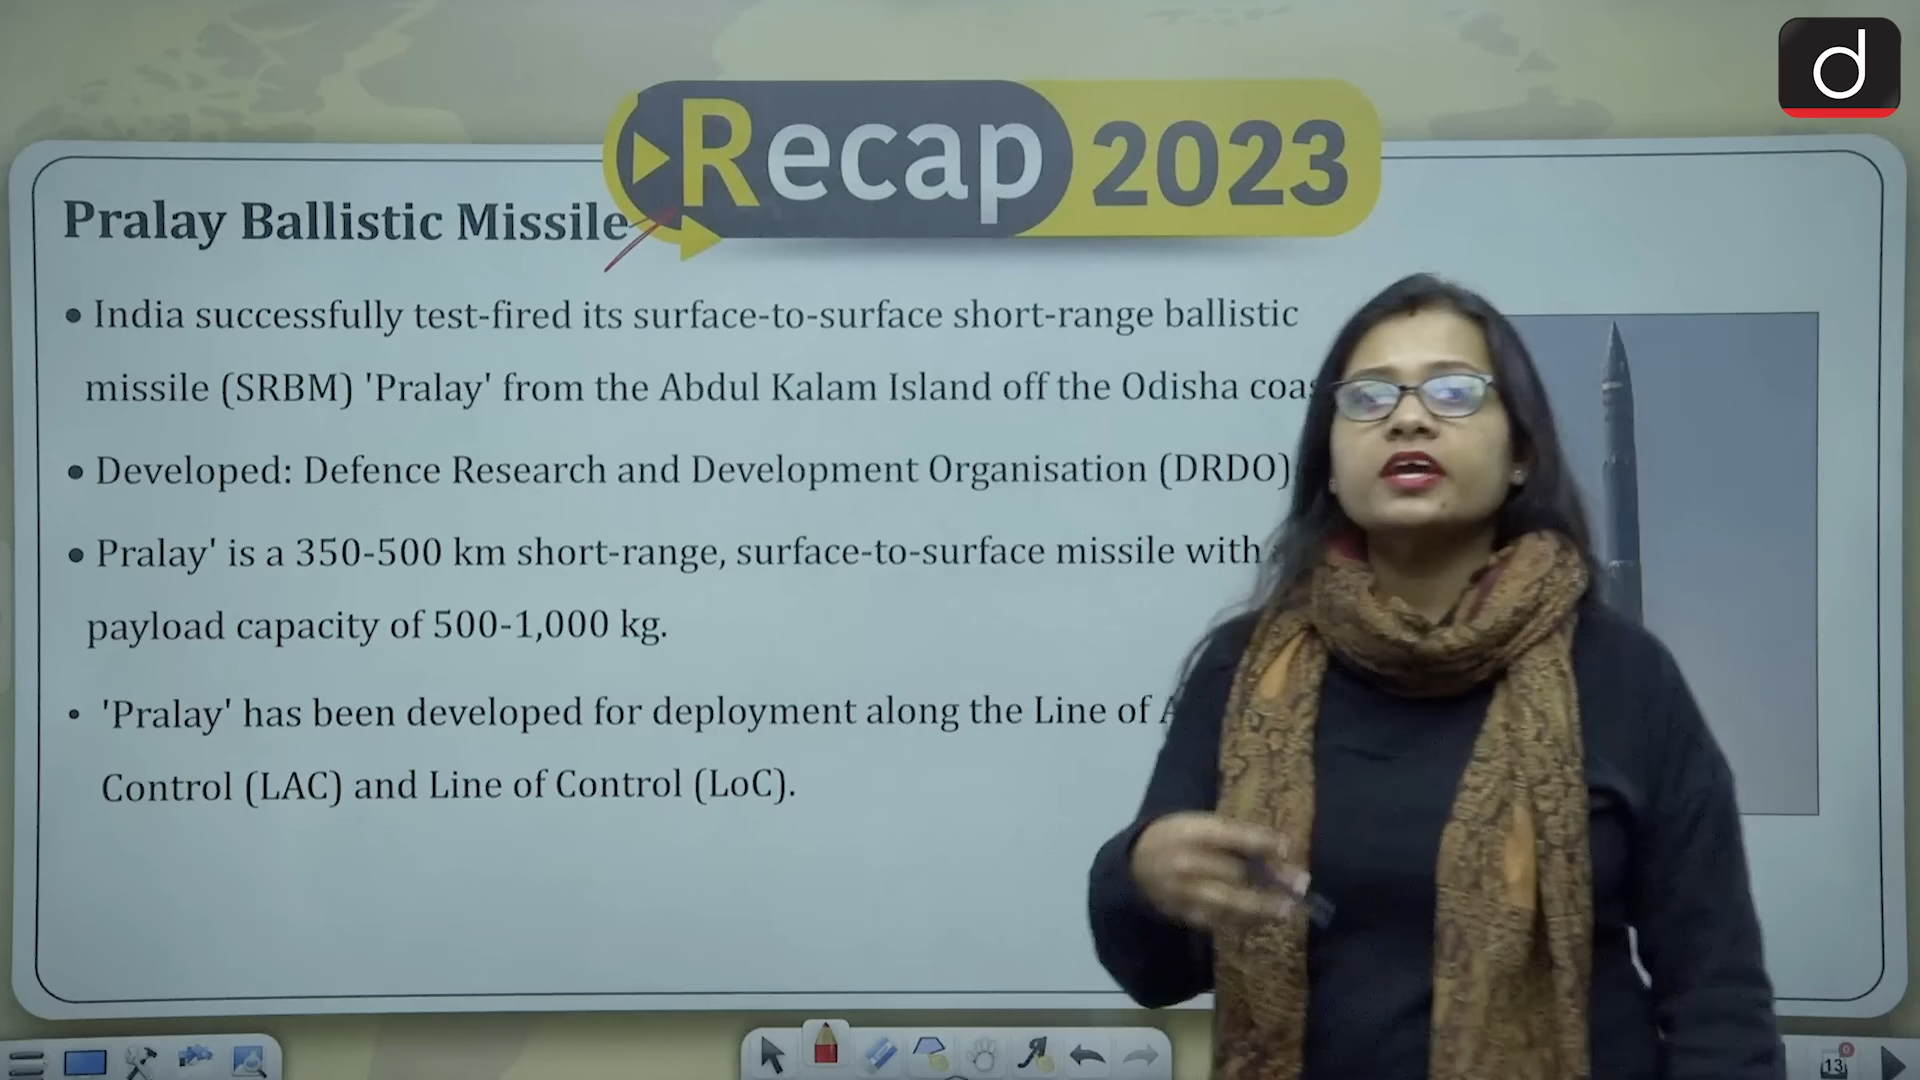 d
Recap 2023
Pralay Ballistic Missile
• India successfully test-fired its surface-to-surface short-range ballistic
missile (SRBM) 'Pralay' from the Abdul Kalam Island off the Odisha
• Developed: Defence Research and Development Organisation (DRDO)
• Pralay' is a 350-500 km short-range, surface-to-surface missile with
payload capacity of 500-1,000 kg.
• 'Pralay' has been developed for deployment along the Line of
Control (LAC) and Line of Control (LoC).
13